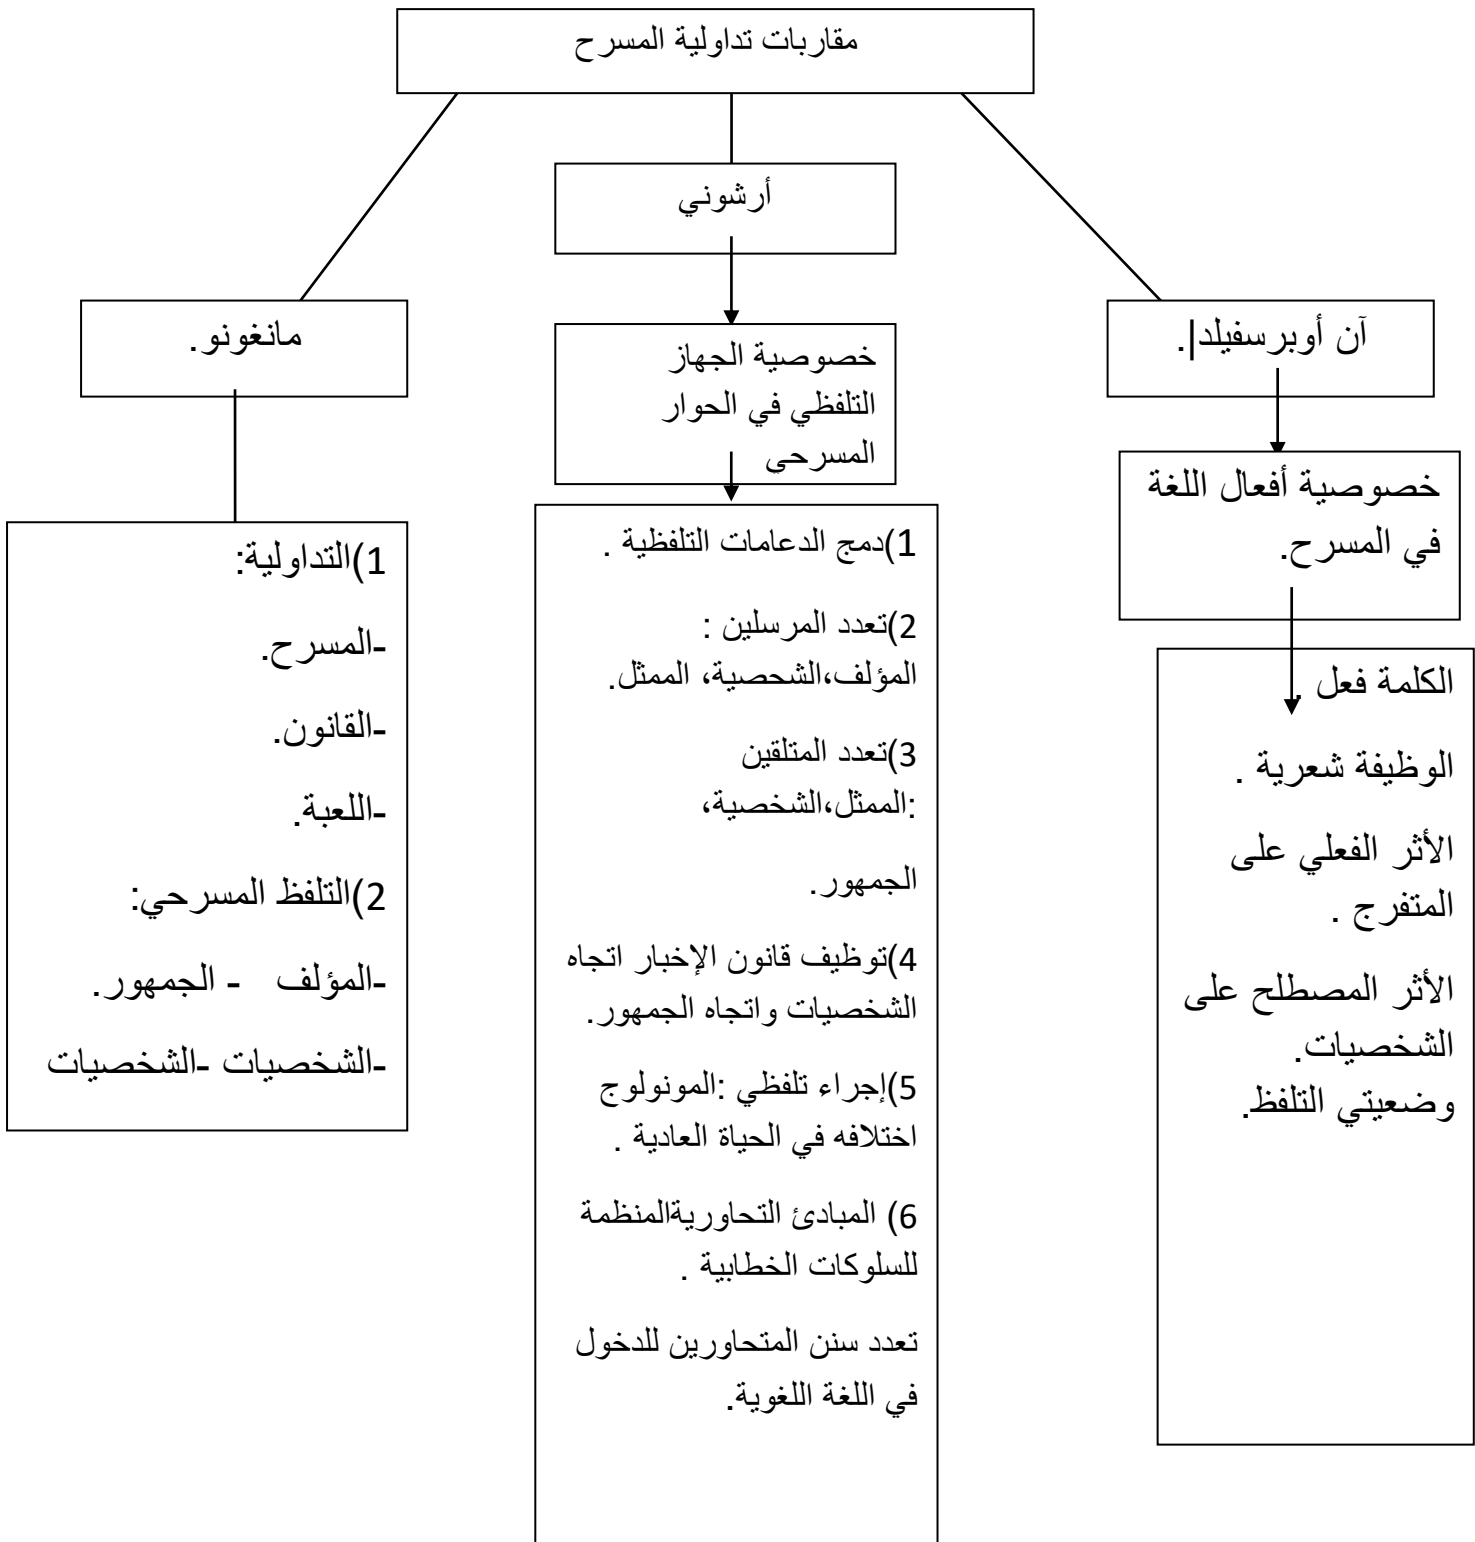 مقاربات تداولية المسرح
أرشوني
آن أوبرسفيلد|.
مانغونو.
خصوصية الجهاز
التلفظي في الحوار
المسرحي
خصوصية أفعال اللغة
في المسرح.
الكلمة فعل .
الوظيفة شعرية .
الأثر الفعلي على
المتفرج .
الأثر المصطلح على
الشخصيات.
وضعيتي التلفظ.
1)دمج الدعامات التلفظية .
2)تعدد المرسلين :
المؤلف،الشحصية، الممثل.
3)تعدد المتلقين
:الممثل،الشخصية،
الجمهور.
4)توظيف قانون الإخبار اتجاه
الشخصيات واتجاه الجمهور.
5)إجراء تلفظي :المونولوج
اختلافه في الحياة العادية .
6) المبادئ التحاوريةالمنظمة
للسلوكات الخطابية .
تعدد سنن المتحاورين للدخول
في اللغة اللغوية.
1)التداولية:
-المسرح.
-القانون.
-اللعبة.
2)التلفظ المسرحي:
-المؤلف - الجمهور.
-الشخصيات -الشخصيات